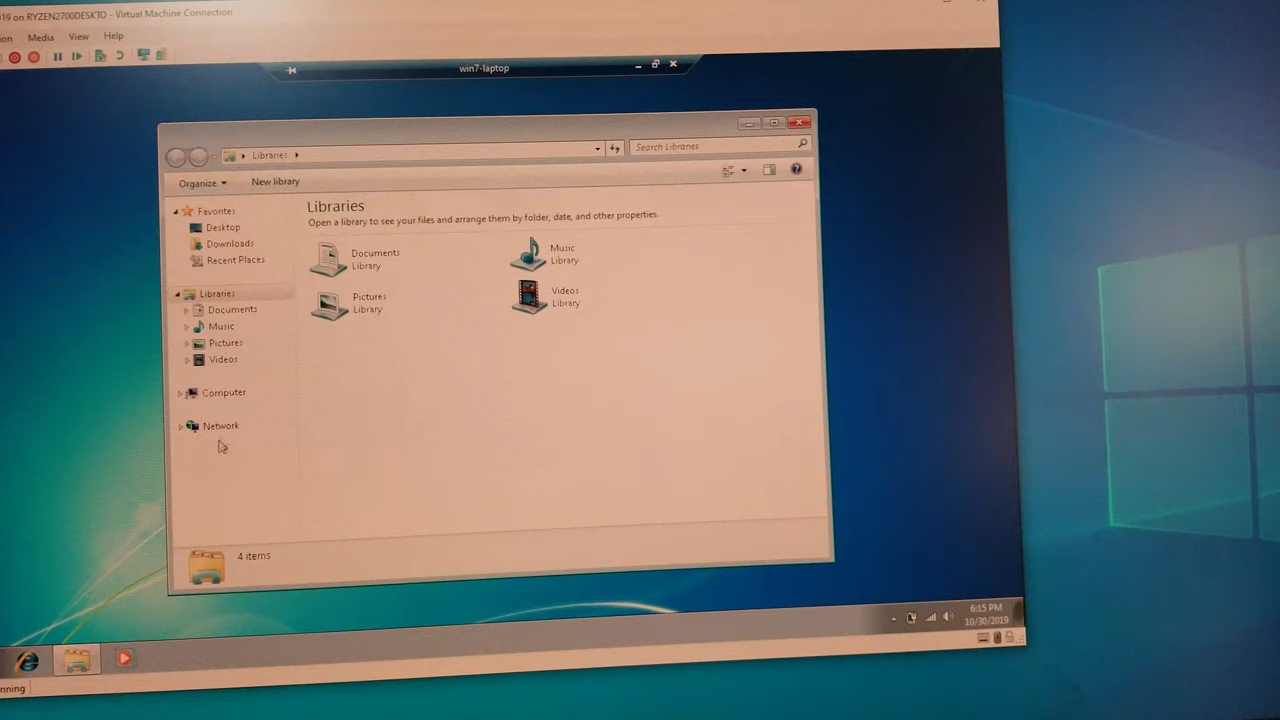 19 on RYZEN2700DESKTO - Virtual Machine Connection
ion Media View Help
win7-laptop
Libraries
Search Libraries
Organize New library
Favorites
Desktop
Downloads
Recent Places
Libraries
Documents
Music
Pictures
Videos
Computer
Network
Libraries
Open a library to see your files and arrange them by folder, date, and other properties.
Documents
Library
Music
Library
Pictures
Library
Videos
Library
4 items
6:15 PM
10/30/2019
nning